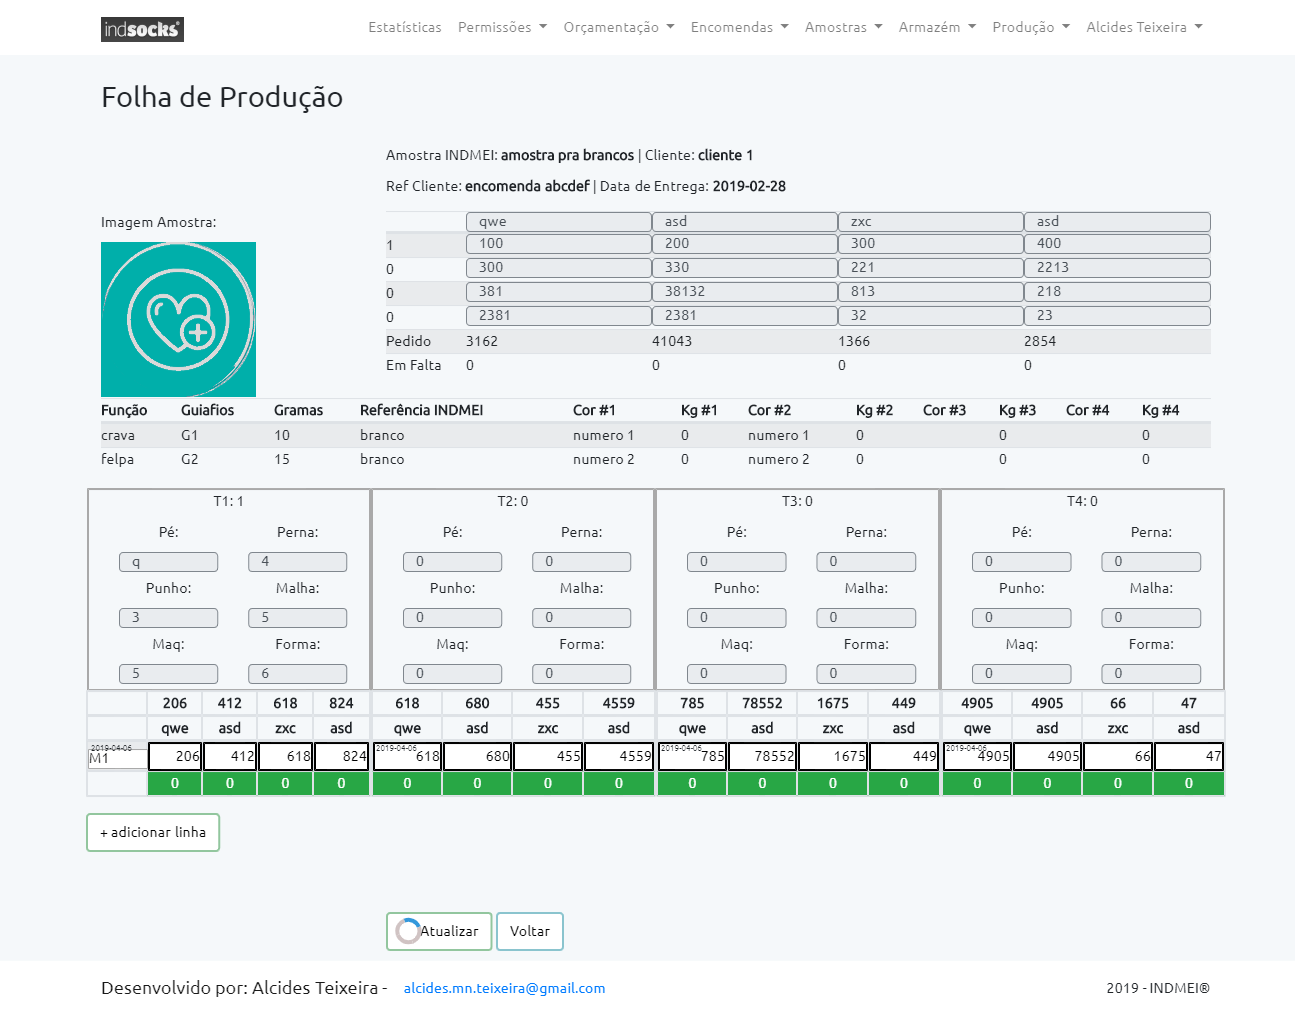 indsocks® Estatísticas Permissões Orçamentação Encomendas Amostras Armazém Produção Alcides Teixeira
Folha de Produção
Amostra INDMEI: amostra pra brancos | Cliente: cliente 1
Ref Cliente: encomenda abcdef | Data de Entrega: 2019-02-28
Imagem Amostra:
qwe asd zxc asd
1 100 200 300 400
0 300 330 221 2213
0 381 38132 813 218
0 2381 2381 32 23
Pedido 3162 41043 1366 2854
Em Falta 0 0 0 0
Função Guiafios Gramas Referência INDMEI Cor #1 Kg #1 Cor #2 Kg #2 Cor #3 Kg #3 Cor #4 Kg #4
crava G1 10 branco numero 1 0 numero 1 0 0 0
felpa G2 15 branco numero 2 0 numero 2 0 0 0
T1: 1 T2: 0 T3: 0 T4: 0
Pé: Perna: Pé: Perna: Pé: Perna: Pé: Perna:
q 4 0 0 0 0 0 0
Punho: Malha: Punho: Malha: Punho: Malha: Punho: Malha:
3 5 0 0 0 0 0 0
Maq: Forma: Maq: Forma: Maq: Forma: Maq: Forma:
5 6 0 0 0 0 0 0
206 412 618 824 618 680 455 4559 785 78552 1675 449 4905 4905 66 47
qwe asd zxc asd qwe asd zxc asd qwe asd zxc asd qwe asd zxc asd
2019-04-06 2019-04-06 2019-04-06 2019-04-06
M1 206 412 618 824 618 680 455 4559 785 78552 1675 449 4905 4905 66 47
0 0 0 0 0 0 0 0 0 0 0 0 0 0 0 0
+ adicionar linha
Atualizar Voltar
Desenvolvido por: Alcides Teixeira - alcides.mn.teixeira@gmail.com 2019 - INDMEI®